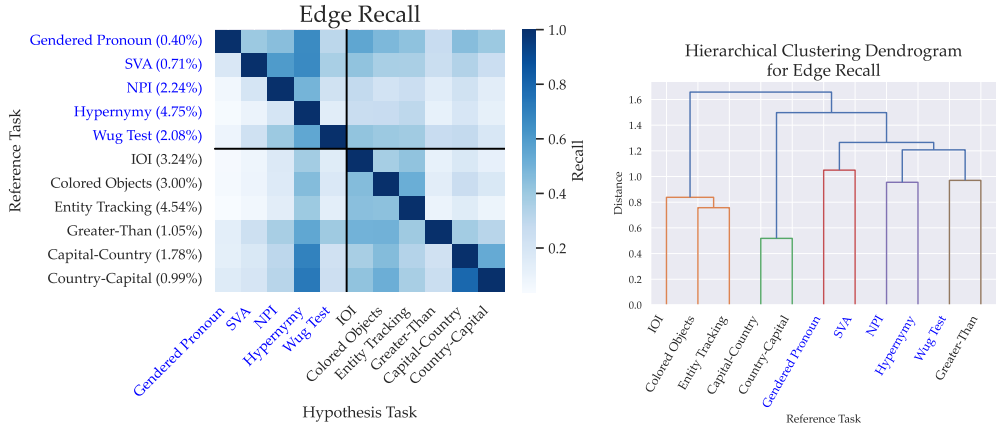 Edge Recall
Reference Task
Gendered Pronoun (0.40%)
SVA (0.71%)
NPI (2.24%)
Hypernymy (4.75%)
Wug Test (2.08%)
IOI (3.24%)
Colored Objects (3.00%)
Entity Tracking (4.54%)
Greater-Than (1.05%)
Capital-Country (1.78%)
Country-Capital (0.99%)
Gendered Pronoun
SVA
NPI
Hypernymy
Wug Test
IOI
Colored Objects
Entity Tracking
Greater-Than
Capital-Country
Country-Capital
Hypothesis Task
1.0
0.8
0.6
0.4
0.2
Recall
Hierarchical Clustering Dendrogram
for Edge Recall
Distance
1.6
1.4
1.2
1.0
0.8
0.6
0.4
0.2
0.0
IOI
Colored Objects
Entity Tracking
Capital-Country
Country-Capital
Gendered Pronoun
SVA
NPI
Hypernymy
Wug Test
Greater-Than
Reference Task